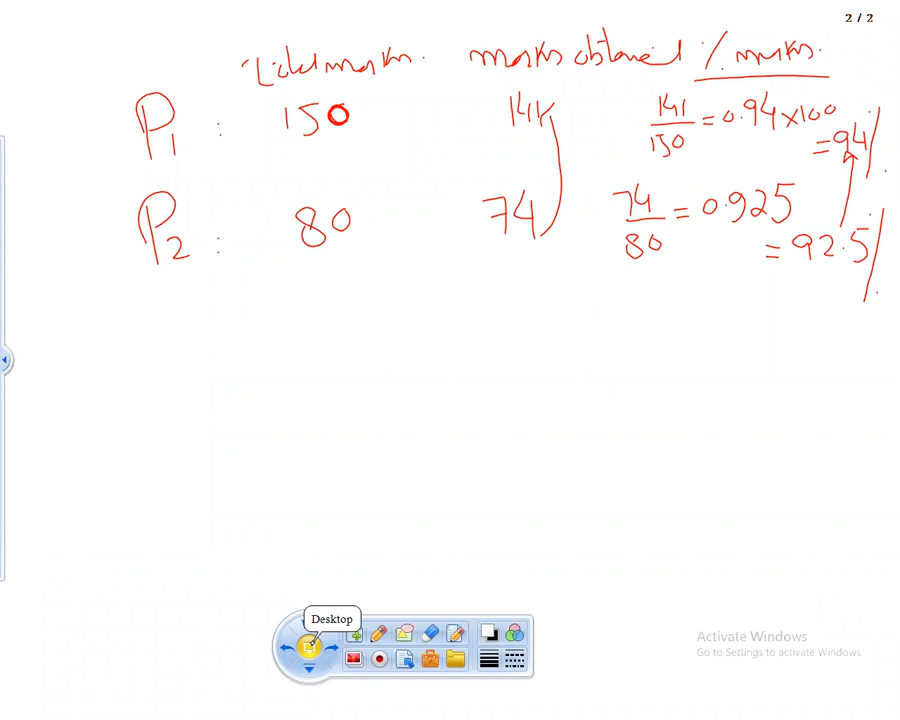 2 / 2
Total marks. marks obtained % marks.
P1 : 150 141 141/150 = 0.94 × 100
= 94%
P2 : 80 74 74/80 = 0.925
= 92.5%
Desktop
Activate Windows
Go to Settings to activate Windows.